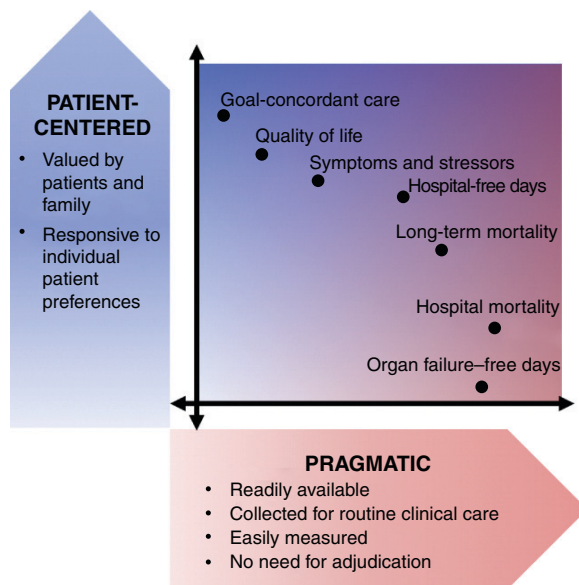 PATIENT-
CENTERED
• Valued by
patients and
family
• Responsive to
individual
patient
preferences
Goal-concordant care
Quality of life
Symptoms and stressors
Hospital-free days
Long-term mortality
Hospital mortality
Organ failure–free days
PRAGMATIC
• Readily available
• Collected for routine clinical care
• Easily measured
• No need for adjudication